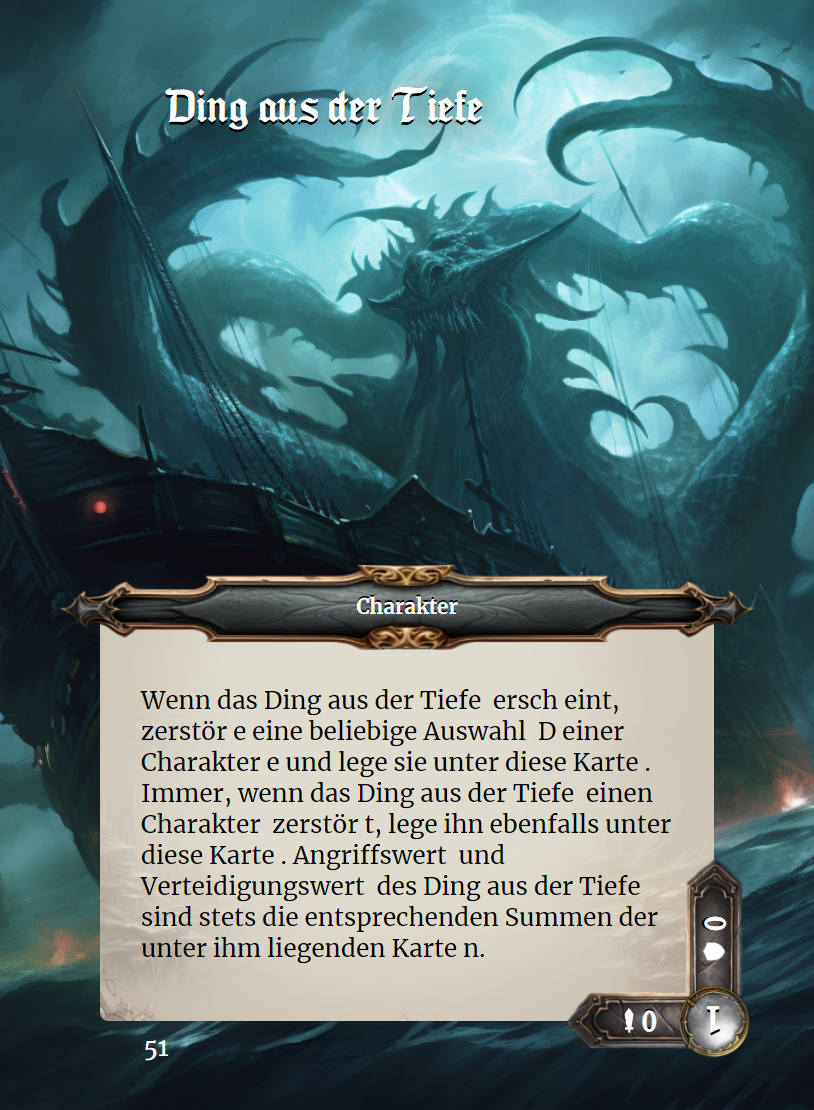 Ding aus der Tiefe
Charakter
Wenn das Ding aus der Tiefe  ersch eint,
zerstör e eine beliebige Auswahl  D einer
Charakter e und lege sie unter diese Karte .
Immer, wenn das Ding aus der Tiefe  einen
Charakter  zerstör t, lege ihn ebenfalls unter
diese Karte . Angriffswert  und
Verteidigungswert  des Ding aus der Tiefe
sind stets die entsprechenden Summen der
unter ihm liegenden Karte n.
0
0
1
51